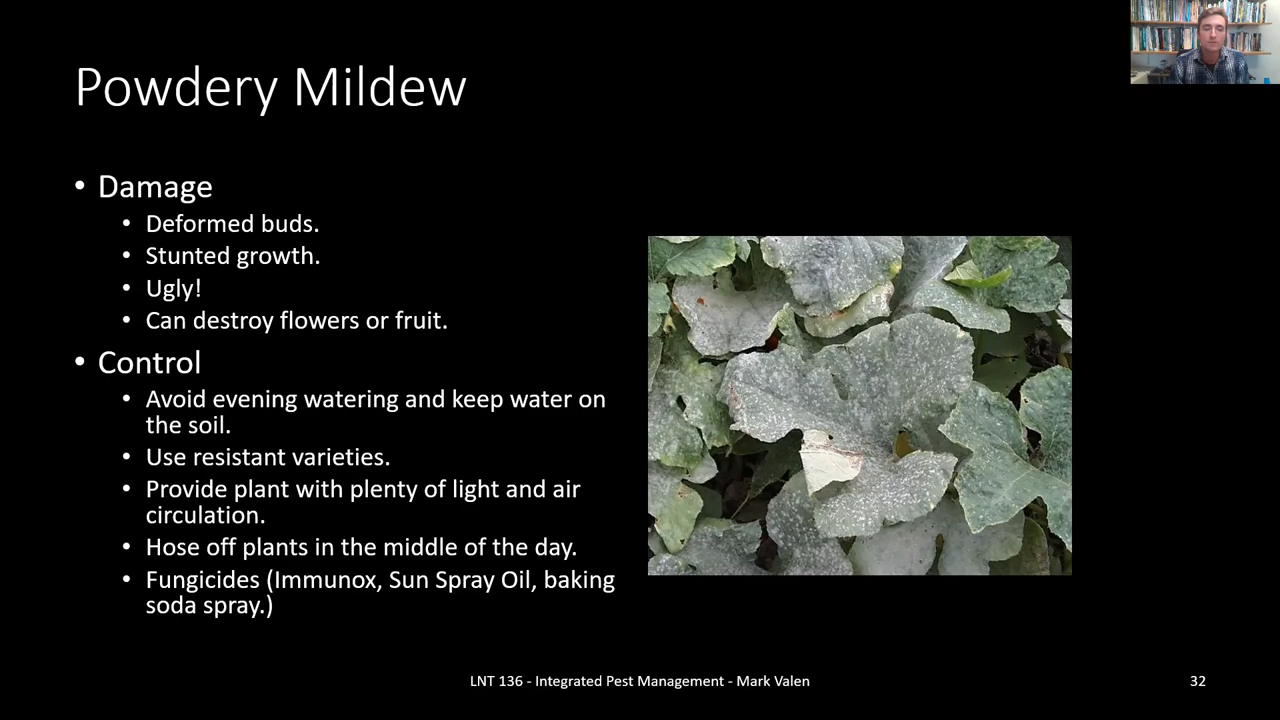 Powdery Mildew
• Damage
• Deformed buds.
• Stunted growth.
• Ugly!
• Can destroy flowers or fruit.
• Control
• Avoid evening watering and keep water on
the soil.
• Use resistant varieties.
• Provide plant with plenty of light and air
circulation.
• Hose off plants in the middle of the day.
• Fungicides (Immunox, Sun Spray Oil, baking
soda spray.)
LNT 136 - Integrated Pest Management - Mark Valen
32